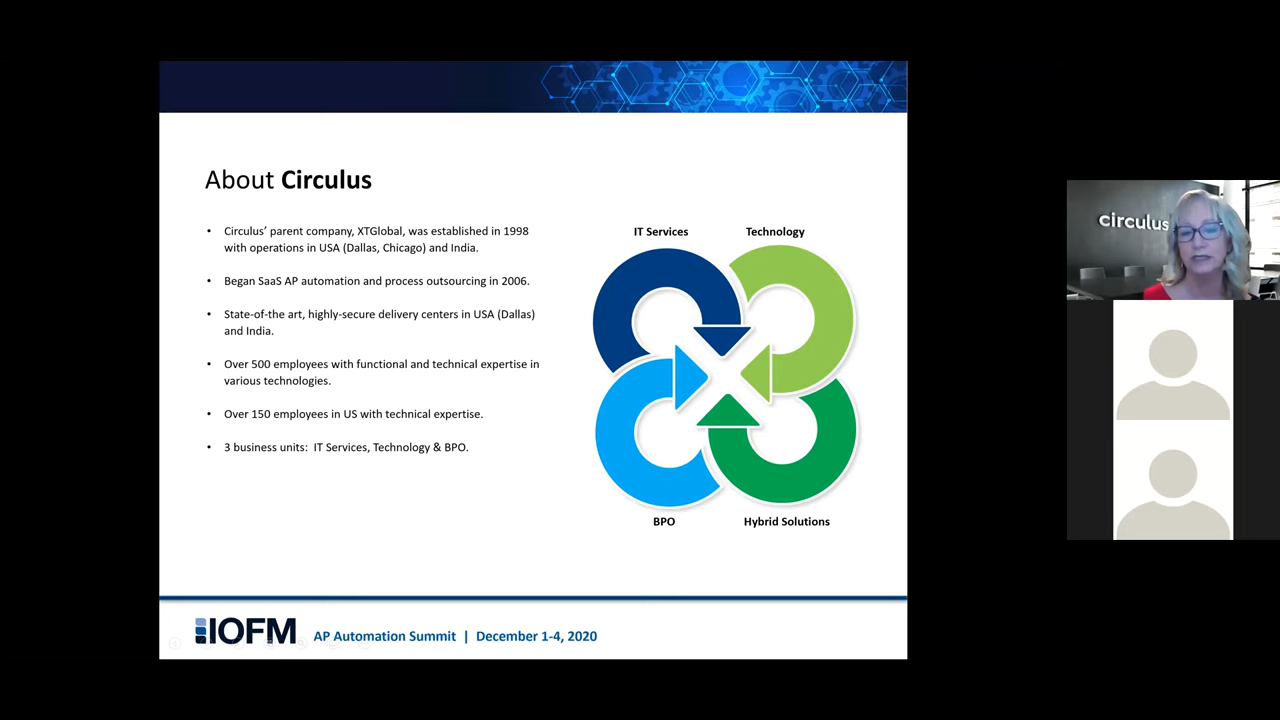 About Circulus
• Circulus’ parent company, XTGlobal, was established in 1998
with operations in USA (Dallas, Chicago) and India.
• Began SaaS AP automation and process outsourcing in 2006.
• State-of-the art, highly-secure delivery centers in USA (Dallas)
and India.
• Over 500 employees with functional and technical expertise in
various technologies.
• Over 150 employees in US with technical expertise.
• 3 business units:  IT Services, Technology & BPO.
IT Services
Technology
BPO
Hybrid Solutions
IOFM
AP Automation Summit | December 1-4, 2020
circulus